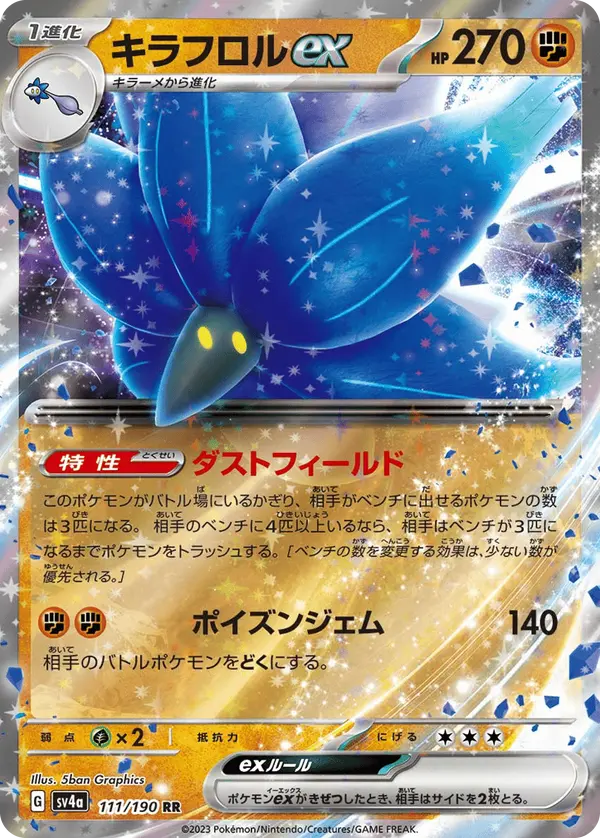 1進化
キラフロルex
HP 270
キラーメから進化
特性
とくせい
ダストフィールド
このポケモンがバトル場にいるかぎり、相手がベンチに出せるポケモンの数
は3匹になる。相手のベンチに4匹以上いるなら、相手はベンチが3匹に
なるまでポケモンをトラッシュする。[ベンチの数を変更する効果は、少ない数が
優先される。]
ポイズンジェム 140
相手のバトルポケモンをどくにする。
弱点 ×2 抵抗力 にげる
exルール
ポケモンexがきぜつしたとき、相手はサイドを2枚とる。
Illus. 5ban Graphics
G sv4a 111/190 RR
©2023 Pokémon/Nintendo/Creatures/GAME FREAK.